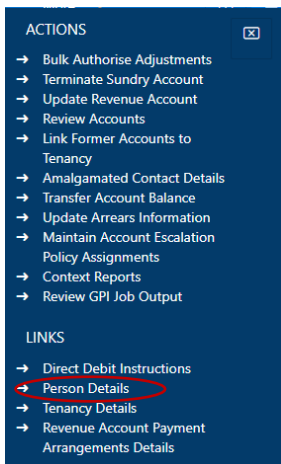 ACTIONS
→ Bulk Authorise Adjustments
→ Terminate Sundry Account
→ Update Revenue Account
→ Review Accounts
→ Link Former Accounts to
Tenancy
→ Amalgamated Contact Details
→ Transfer Account Balance
→ Update Arrears Information
→ Maintain Account Escalation
Policy Assignments
→ Context Reports
→ Review GPI Job Output
LINKS
→ Direct Debit Instructions
→ Person Details
→ Tenancy Details
→ Revenue Account Payment
Arrangements Details